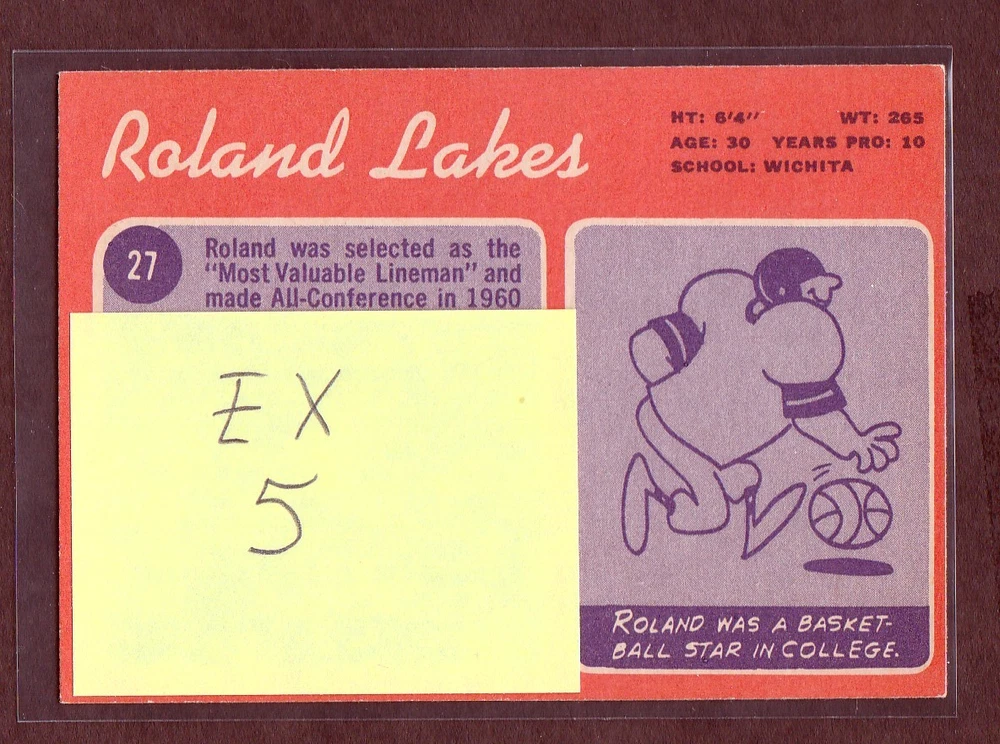 Roland Lakes
HT: 6'4" WT: 265
AGE: 30 YEARS PRO: 10
SCHOOL: WICHITA
27
Roland was selected as the
"Most Valuable Lineman" and
made All-Conference in 1960
EX
5
ROLAND WAS A BASKET-
BALL STAR IN COLLEGE.